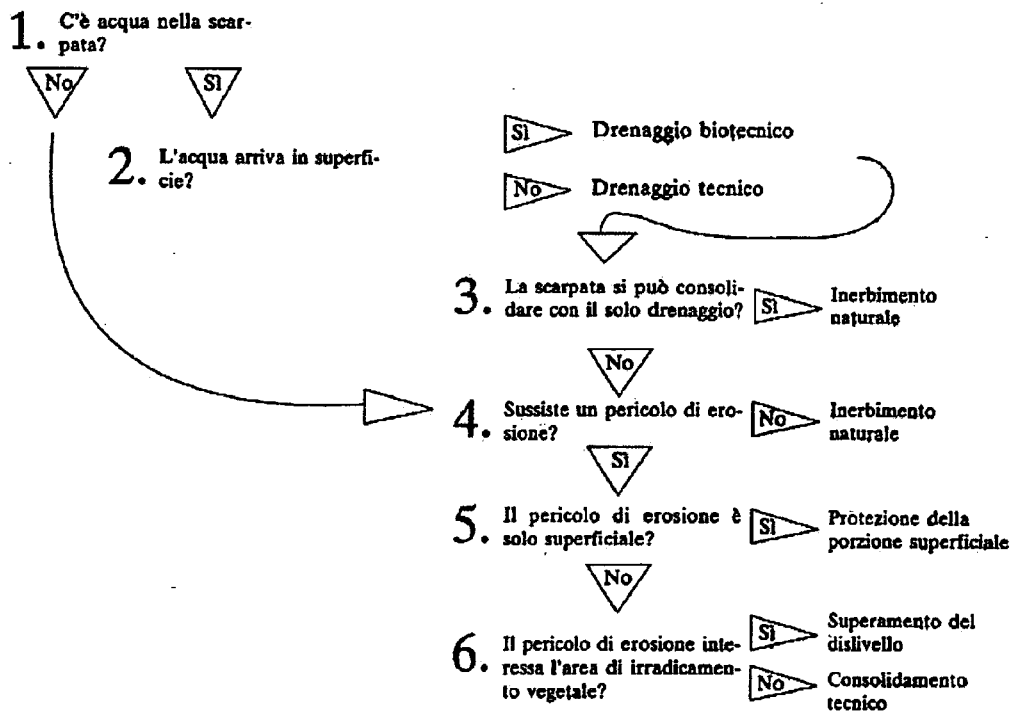 1. C'è acqua nella scar-
pata?
No
Sì
2. L'acqua arriva in superfi-
cie?
Sì
Drenaggio biotecnico
No
Drenaggio tecnico
3. La scarpata si può consoli-
dare con il solo drenaggio?
Sì
Inerbimento
naturale
No
4. Sussiste un pericolo di ero-
sione?
No
Inerbimento
naturale
Sì
5. Il pericolo di erosione è
solo superficiale?
Sì
Protezione della
porzione superficiale
No
6. Il pericolo di erosione inte-
ressa l'area di irradicamen-
to vegetale?
Sì
Superamento del
dislivello
No
Consolidamento
tecnico